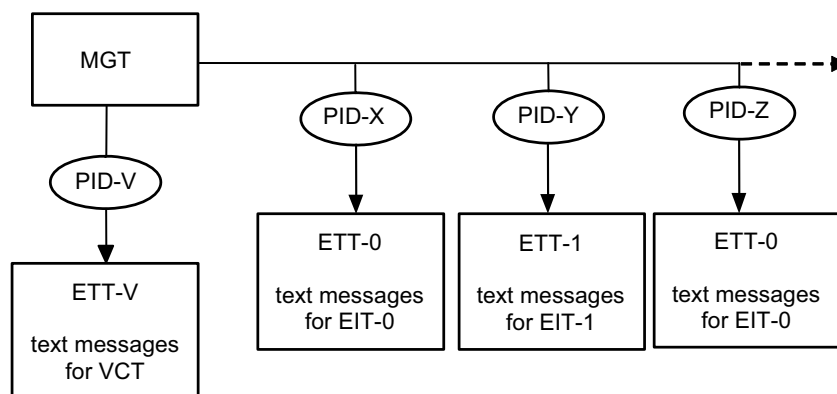 MGT
PID-X
PID-Y
PID-Z
PID-V
ETT-0
text messages
for EIT-0
ETT-1
text messages
for EIT-1
ETT-0
text messages
for EIT-0
ETT-V
text messages
for VCT